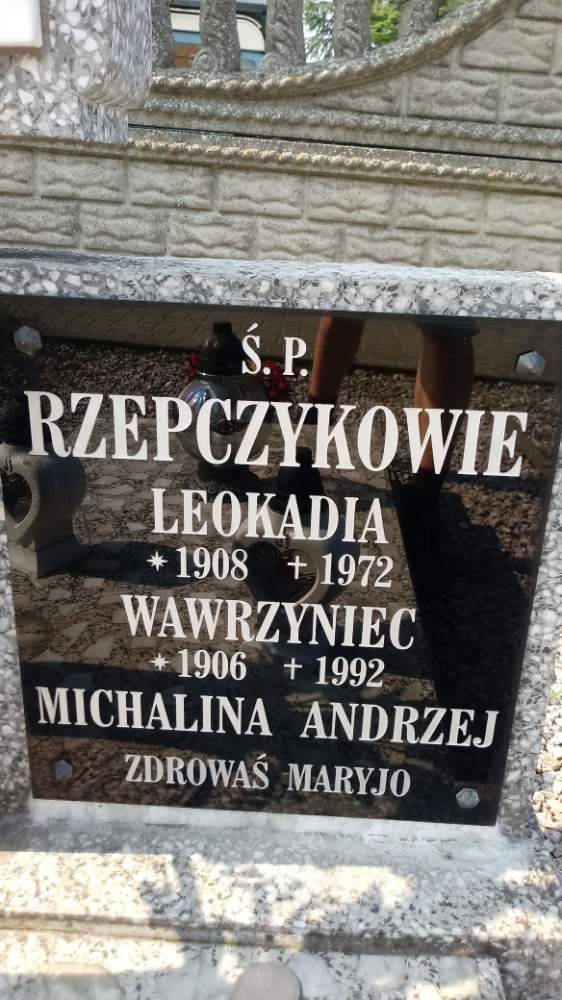 Ś. P.
RZEPCZYKOWIE
LEOKADIA
* 1908 † 1972
WAWRZYNIEC
* 1906 † 1992
MICHALINA ANDRZEJ
ZDROWAŚ MARYJO